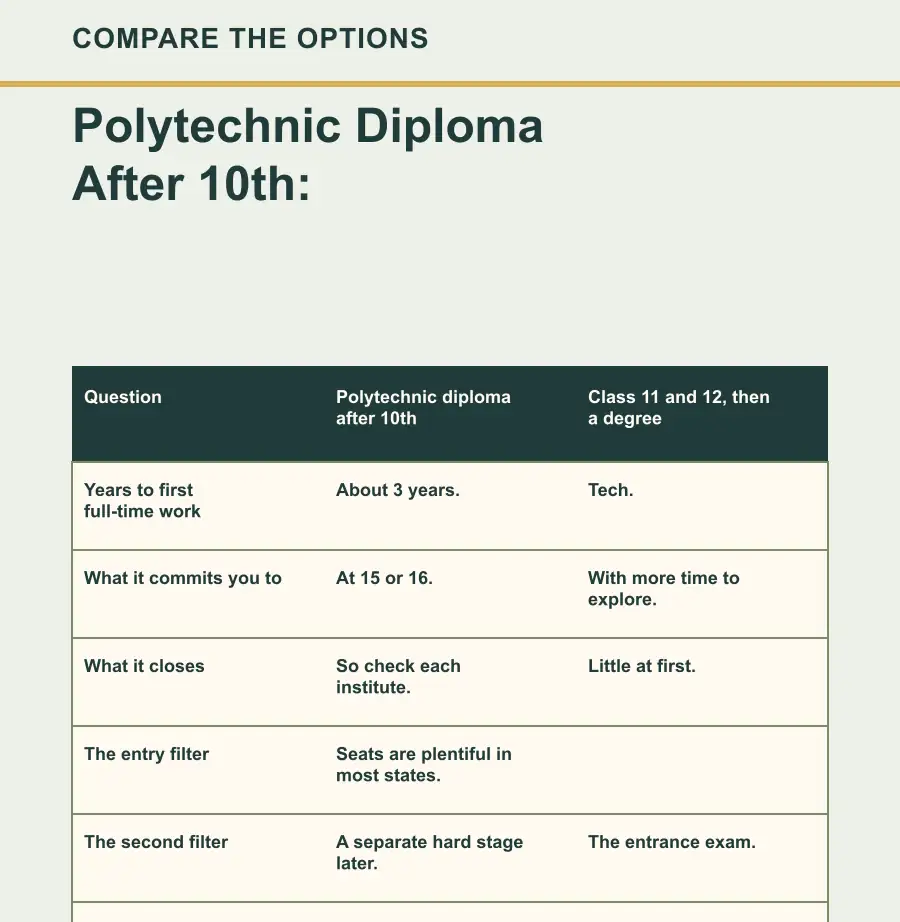 COMPARE THE OPTIONS
Polytechnic Diploma
After 10th:
Question
Polytechnic diploma
after 10th
Class 11 and 12, then
a degree
Years to first
full-time work
About 3 years.
Tech.
What it commits you to
At 15 or 16.
With more time to
explore.
What it closes
So check each
institute.
Little at first.
The entry filter
Seats are plentiful in
most states.
The second filter
A separate hard stage
later.
The entrance exam.